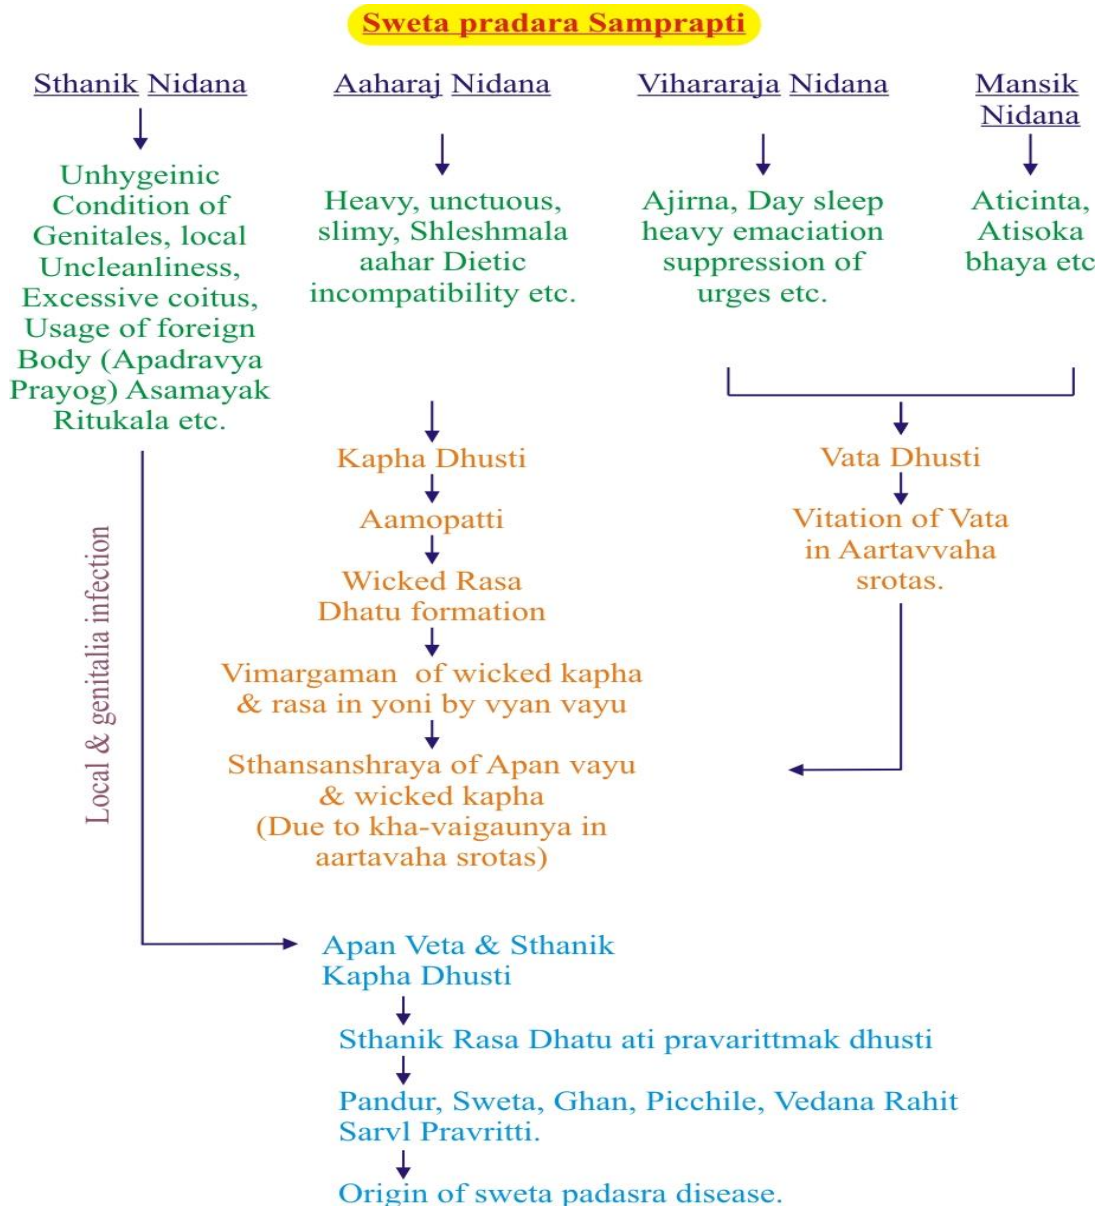 Sweta pradara Samprapti
Sthanik Nidana
Unhygeinic
Condition of
Genitales, local
Uncleanliness,
Excessive coitus,
Usage of foreign
Body (Apadravya
Prayog) Asamayak
Ritukala etc.
Local & genitalia infection
Aaharaj Nidana
Heavy, unctuous,
slimy, Shleshmala
aahar Dietic
incompatibility etc.
Kapha Dhusti
Aamopatti
Wicked Rasa
Dhatu formation
Vimargaman of wicked kapha
& rasa in yoni by vyan vayu
Sthansanshraya of Apan vayu
& wicked kapha
(Due to kha-vaigaunya in
aartavaha srotas)
Vihararaja Nidana
Ajirna, Day sleep
heavy emaciation
suppression of
urges etc.
Mansik
Nidana
Aticinta,
Atisoka
bhaya etc
Vata Dhusti
Vitation of Vata
in Aartavvaha
srotas.
Apan Veta & Sthanik
Kapha Dhusti
Sthanik Rasa Dhatu ati pravarittmak dhusti
Pandur, Sweta, Ghan, Picchile, Vedana Rahit
Sarvl Pravritti.
Origin of sweta padasra disease.